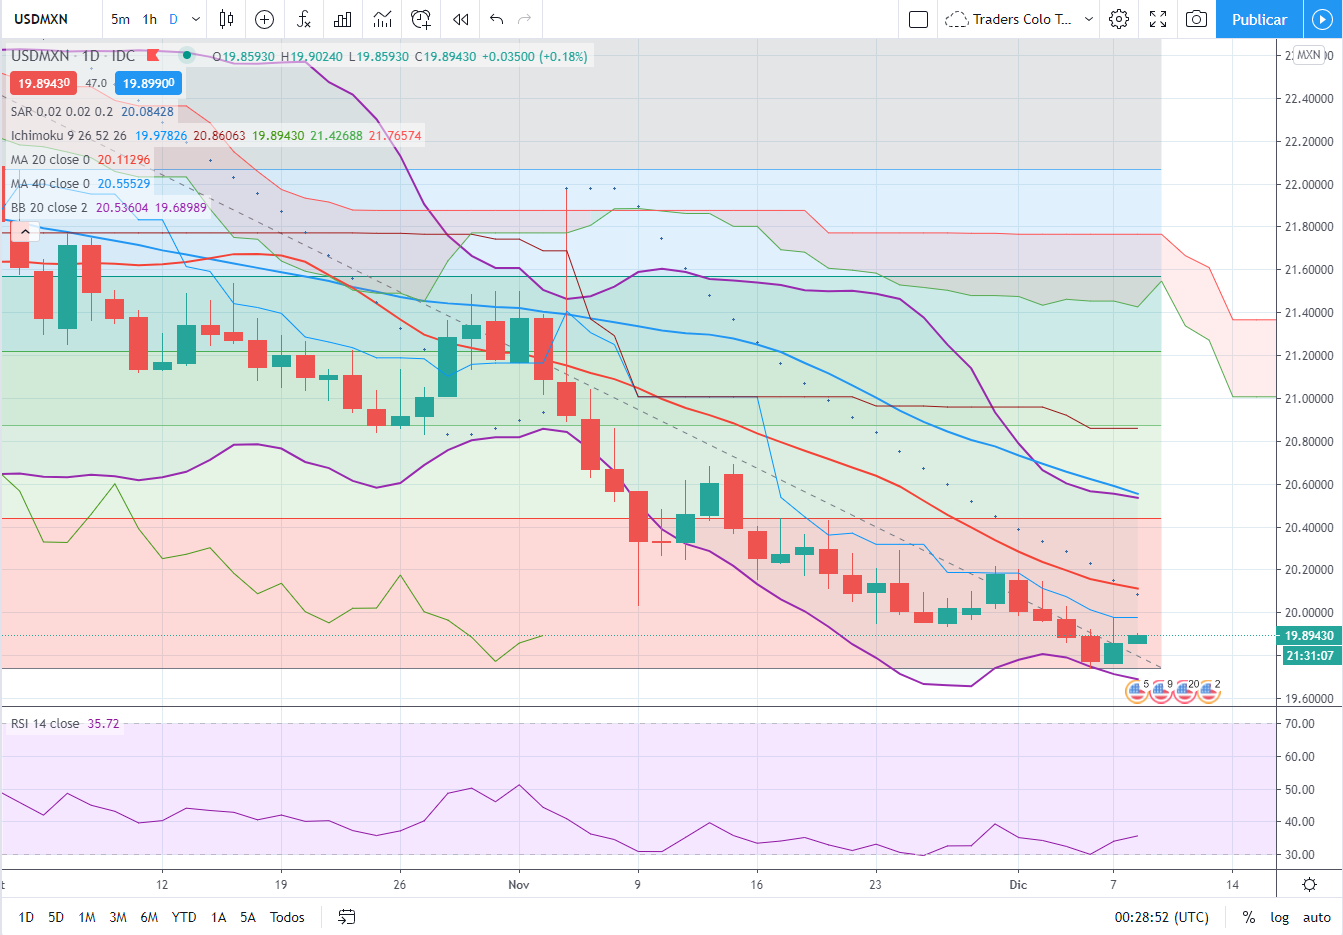 USDMXN 5m 1h D Traders Colo T... Publicar
USDMXN · 1D · IDC O19.85930 H19.90240 L19.85930 C19.89430 +0.03500 (+0.18%)
19.89430 47.0 19.89900
SAR 0.02 0.02 0.2 20.08428
Ichimoku 9 26 52 26 19.97826 20.86063 19.89430 21.42688 21.76574
MA 20 close 0 20.11296
MA 40 close 0 20.55529
BB 20 close 2 20.53604 19.68989
MXN
22.40000
22.20000
22.00000
21.80000
21.60000
21.40000
21.20000
21.00000
20.80000
20.60000
20.40000
20.20000
20.00000
19.89430
21:31:07
19.60000
5 9 20 2
RSI 14 close 35.72
70.00
60.00
50.00
40.00
30.00
t 12 19 26 Nov 9 16 23 Dic 7 14
1D 5D 1M 3M 6M YTD 1A 5A Todos 00:28:52 (UTC) % log auto